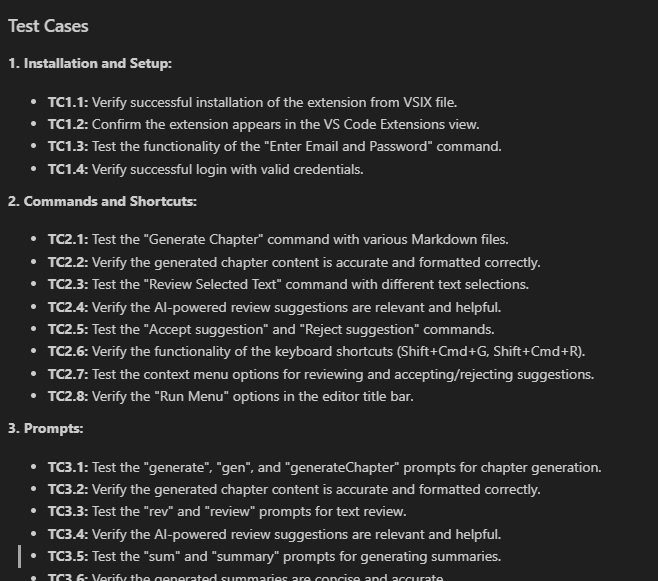 Test Cases
1. Installation and Setup:
• TC1.1: Verify successful installation of the extension from VSIX file.
• TC1.2: Confirm the extension appears in the VS Code Extensions view.
• TC1.3: Test the functionality of the "Enter Email and Password" command.
• TC1.4: Verify successful login with valid credentials.
2. Commands and Shortcuts:
• TC2.1: Test the "Generate Chapter" command with various Markdown files.
• TC2.2: Verify the generated chapter content is accurate and formatted correctly.
• TC2.3: Test the "Review Selected Text" command with different text selections.
• TC2.4: Verify the AI-powered review suggestions are relevant and helpful.
• TC2.5: Test the "Accept suggestion" and "Reject suggestion" commands.
• TC2.6: Verify the functionality of the keyboard shortcuts (Shift+Cmd+G, Shift+Cmd+R).
• TC2.7: Test the context menu options for reviewing and accepting/rejecting suggestions.
• TC2.8: Verify the "Run Menu" options in the editor title bar.
3. Prompts:
• TC3.1: Test the "generate", "gen", and "generateChapter" prompts for chapter generation.
• TC3.2: Verify the generated chapter content is accurate and formatted correctly.
• TC3.3: Test the "rev" and "review" prompts for text review.
• TC3.4: Verify the AI-powered review suggestions are relevant and helpful.
• TC3.5: Test the "sum" and "summary" prompts for generating summaries.
• TC3.6: Verify the generated summaries are concise and accurate.